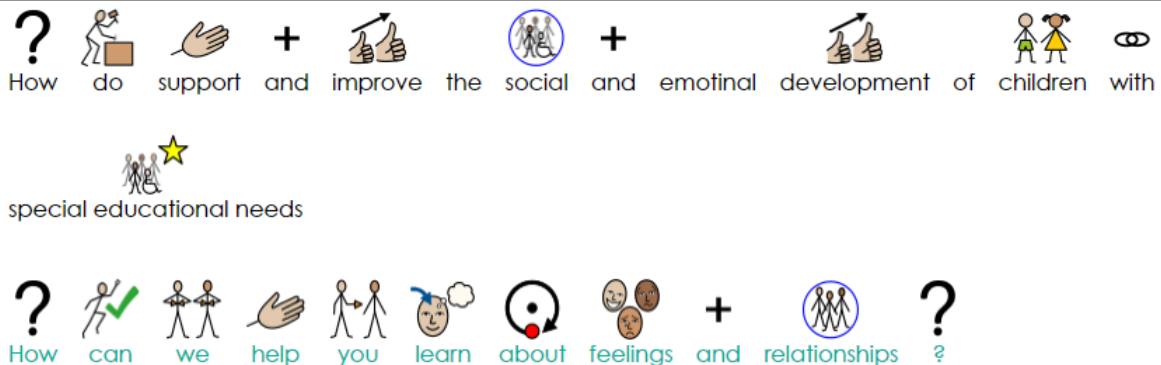 How do support and improve the social and emotinal development of children with
special educational needs
How can we help you learn about feelings and relationships ?